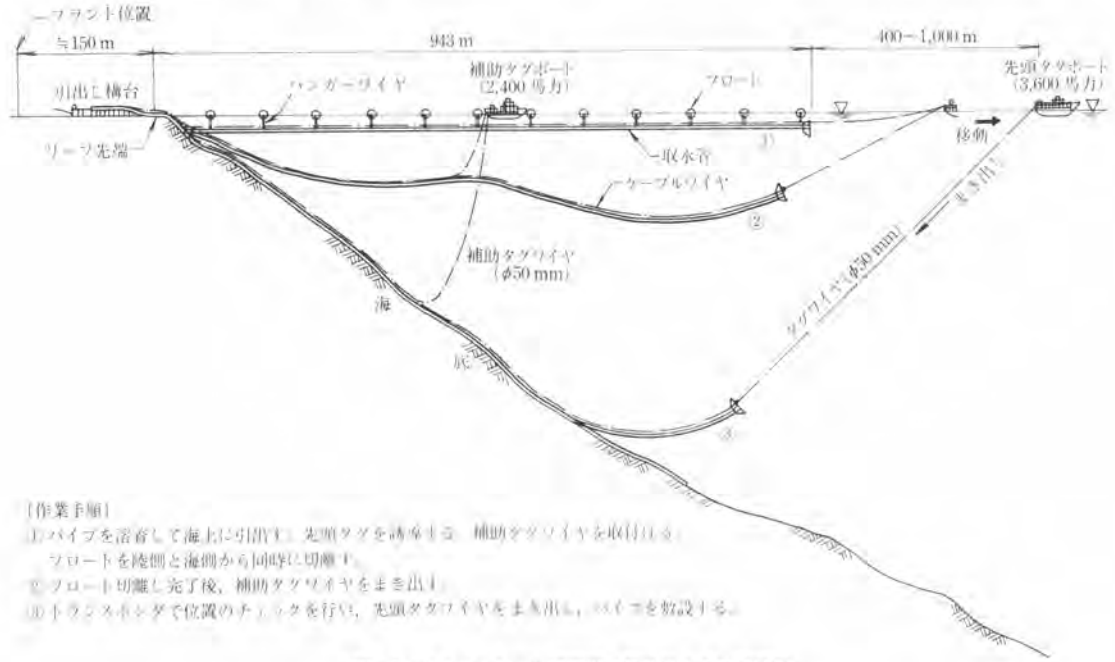 プラント位置
≒150 m
943 m
400~1,000 m
引出し構台
ハンガーワイヤ
補助タグボート
(2,400 馬力)
フロート
先頭タグボート
(3,600 馬力)
リーフ先端
①
取水管
移動
ケーブルワイヤ
②
まき出し
補助タグワイヤ
(φ50 mm)
タグワイヤ(φ50 mm)
海
底
③
[作業手順]
①パイプを溶着して海上に引出す。先頭タグを誘導する。補助タグワイヤを取付ける。
フロートを陸側と海側から同時に切離す。
②フロート切離し完了後，補助タグワイヤをまき出す。
③トランスポンダで位置のチェックを行い，先頭タグワイヤをまき出し，パイプを敷設する。